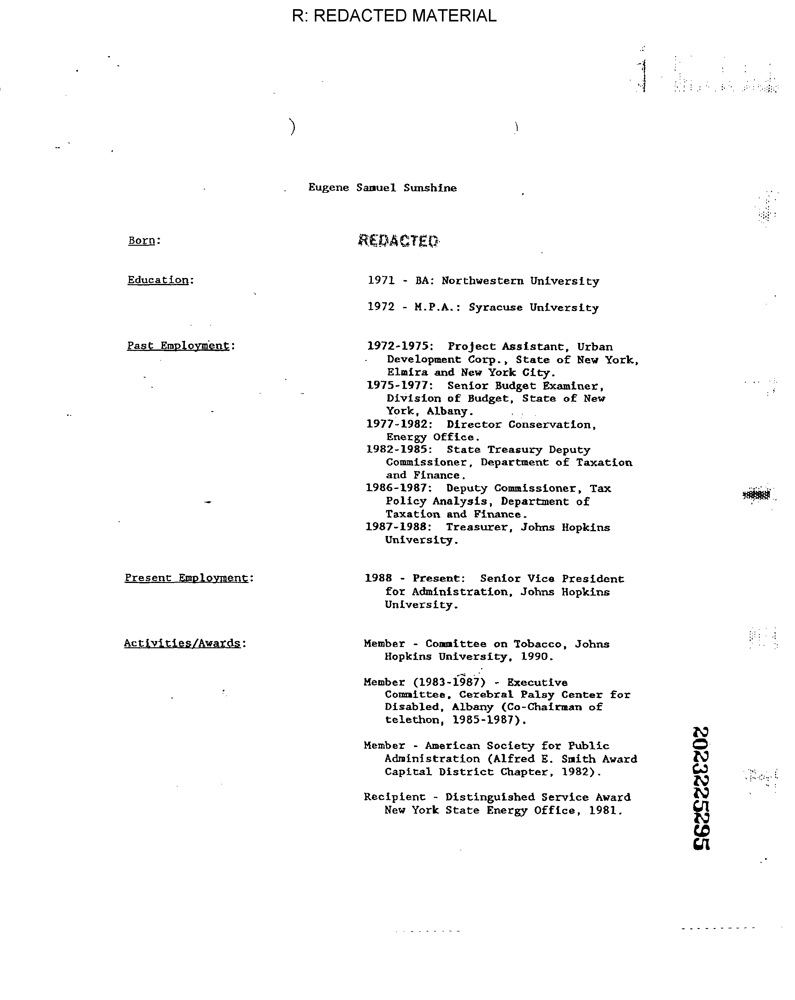 R: REDACTED MATERIAL
Eugene Samuel Sunshine
Born: REDACTED
Education: 1971 - BA: Northwestern University
1972 - M.P.A.: Syracuse University
Past Employment: 1972-1975: Project Assistant, Urban
Development Corp., State of New York,
Elmira and New York City.
1975-1977: Senior Budget Examiner,
Division of Budget, State of New
York, Albany.
1977-1982: Director Conservation,
Energy Office.
1982-1985: State Treasury Deputy
Commissioner, Department of Taxation
and Finance.
1986-1987: Deputy Commissioner, Tax
Policy Analysis, Department of
Taxation and Finance.
1987-1988: Treasurer, Johns Hopkins
University.
Present Employment: 1988 - Present: Senior Vice President
for Administration, Johns Hopkins
University.
Activities/Awards: Member - Committee on Tobacco, Johns
Hopkins University, 1990.
Member (1983-1987) - Executive
Committee, Cerebral Palsy Center for
Disabled, Albany (Co-Chairman of
telethon, 1985-1987).
Member - American Society for Public
Administration (Alfred E. Smith Award
Capital District Chapter, 1982).
Recipient - Distinguished Service Award
New York State Energy Office, 1981.
2023225295